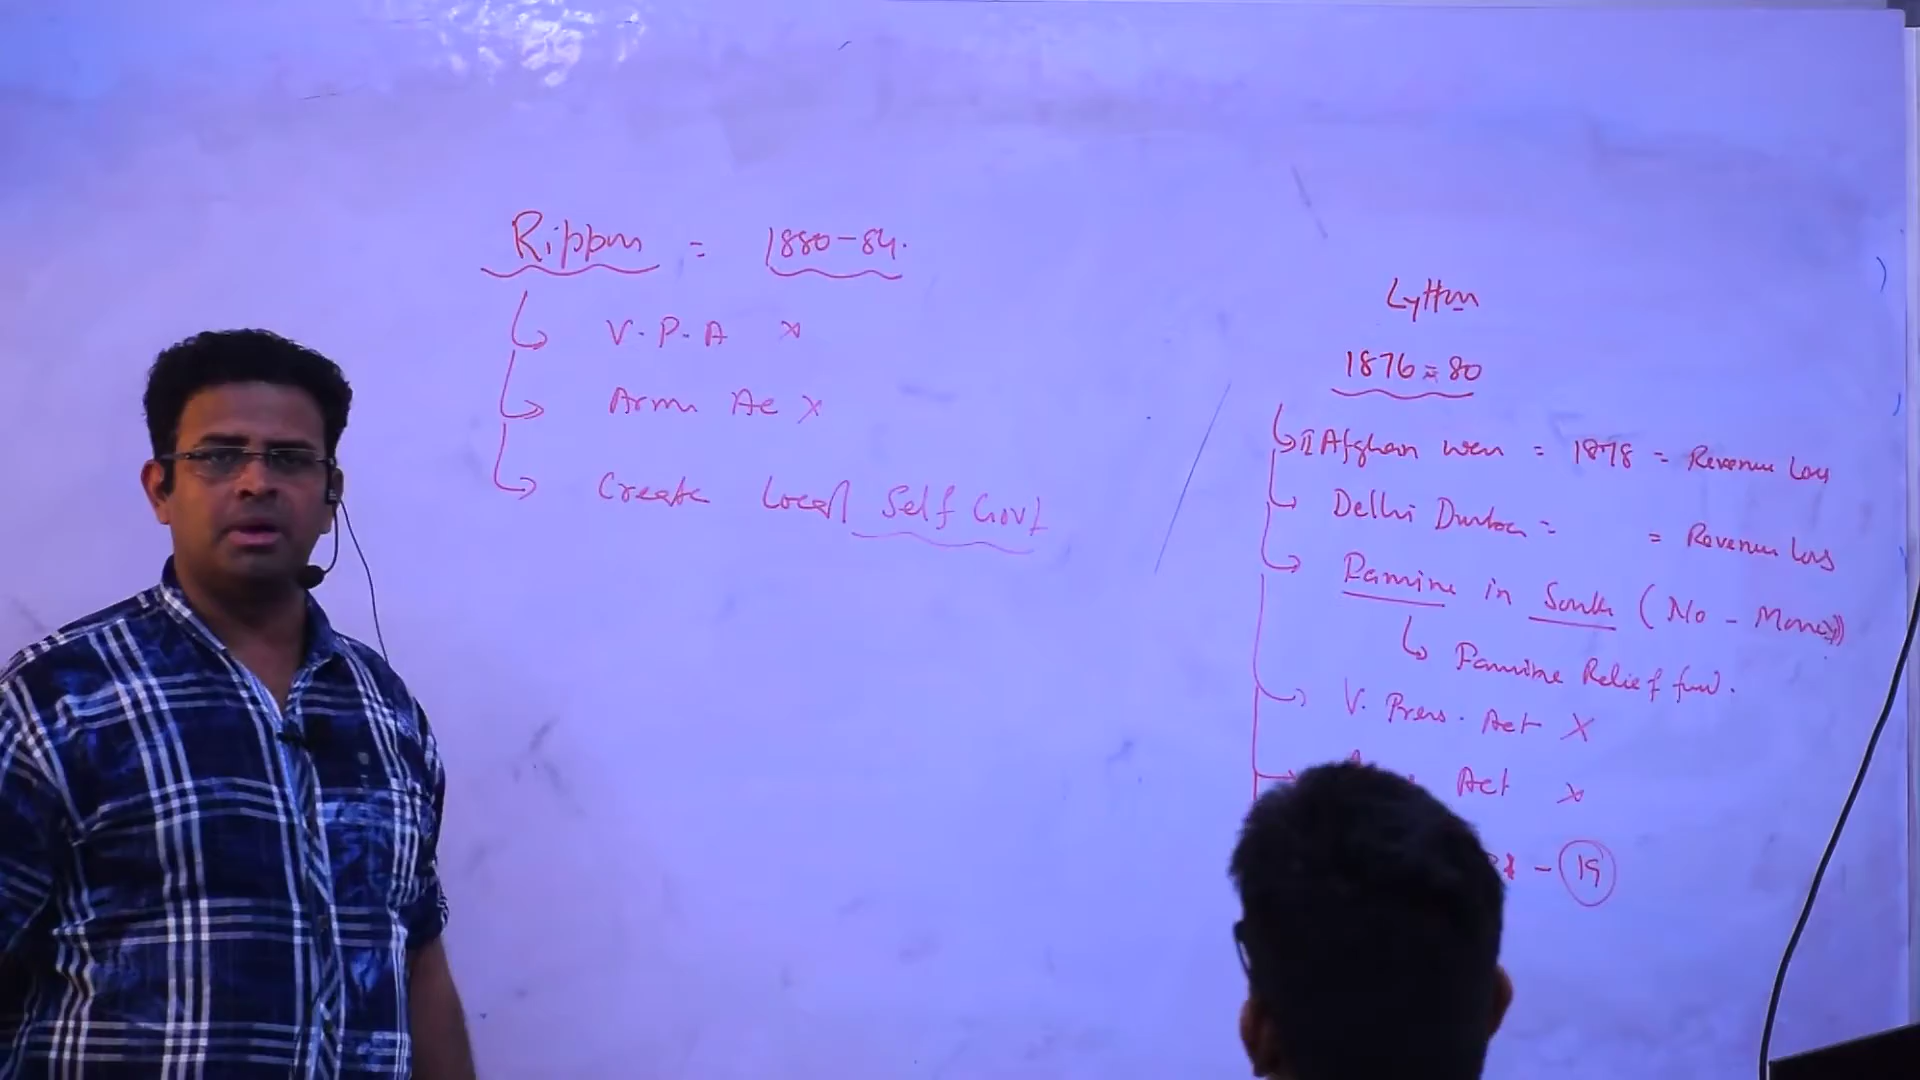 Rippon = 1880-84.
V.P.A x
Arm Ac x
Create Local Self Govt
Lytton
1876 = 80
II Afghan war = 1878 = Revenue Loss
Delhi Durbar = = Revenue Loss
Famine in South (No - Money)
Famine Relief fund.
V. Press. Act x
Act x
- 19